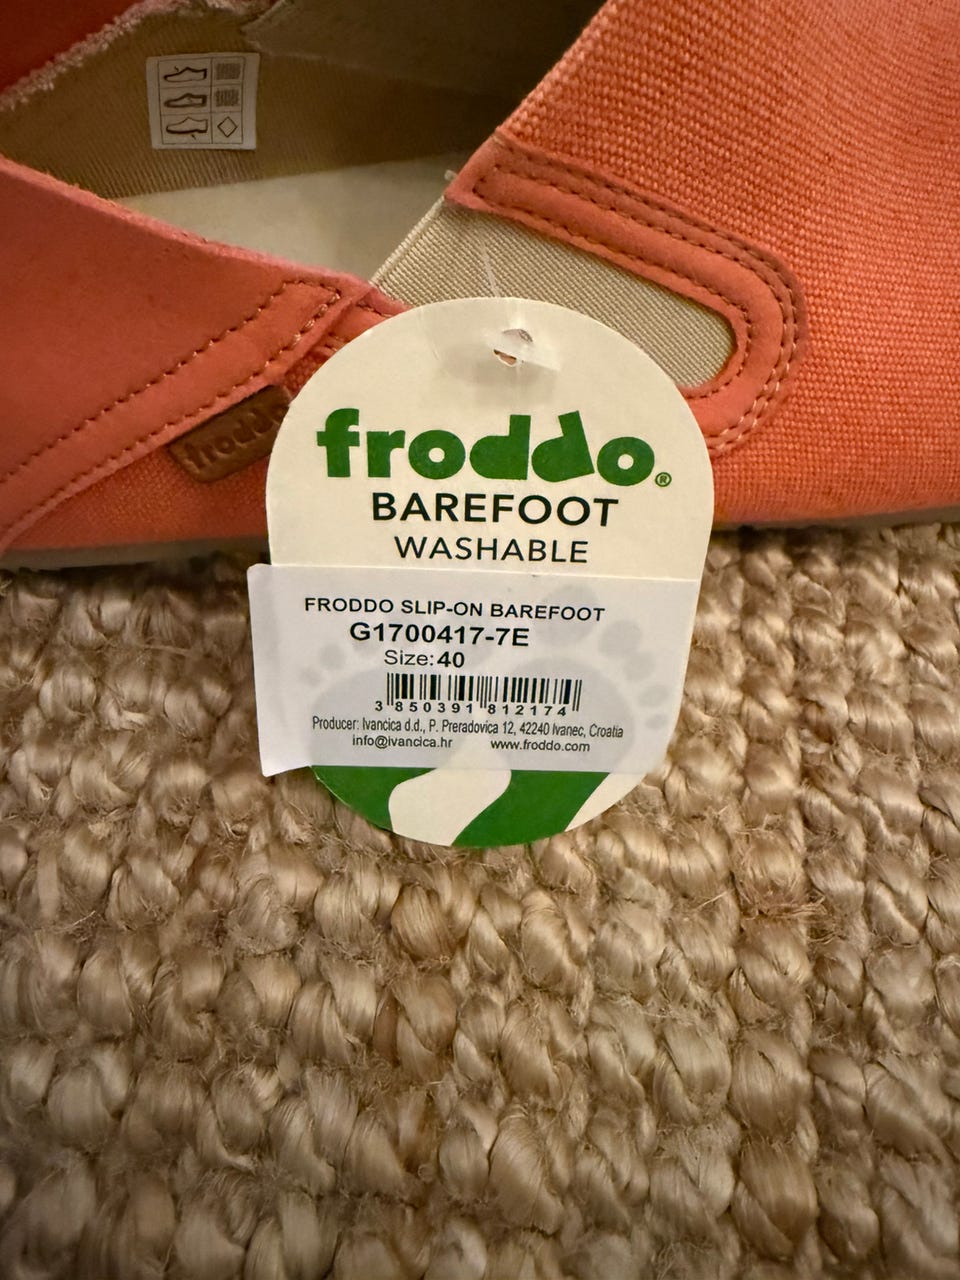 froddo
froddo®
BAREFOOT
WASHABLE
FRODDO SLIP-ON BAREFOOT
G1700417-7E
Size: 40
3 850391 812174
Producer: Ivancica d.d., P. Preradovica 12, 42240 Ivanec, Croatia
info@ivancica.hr www.froddo.com